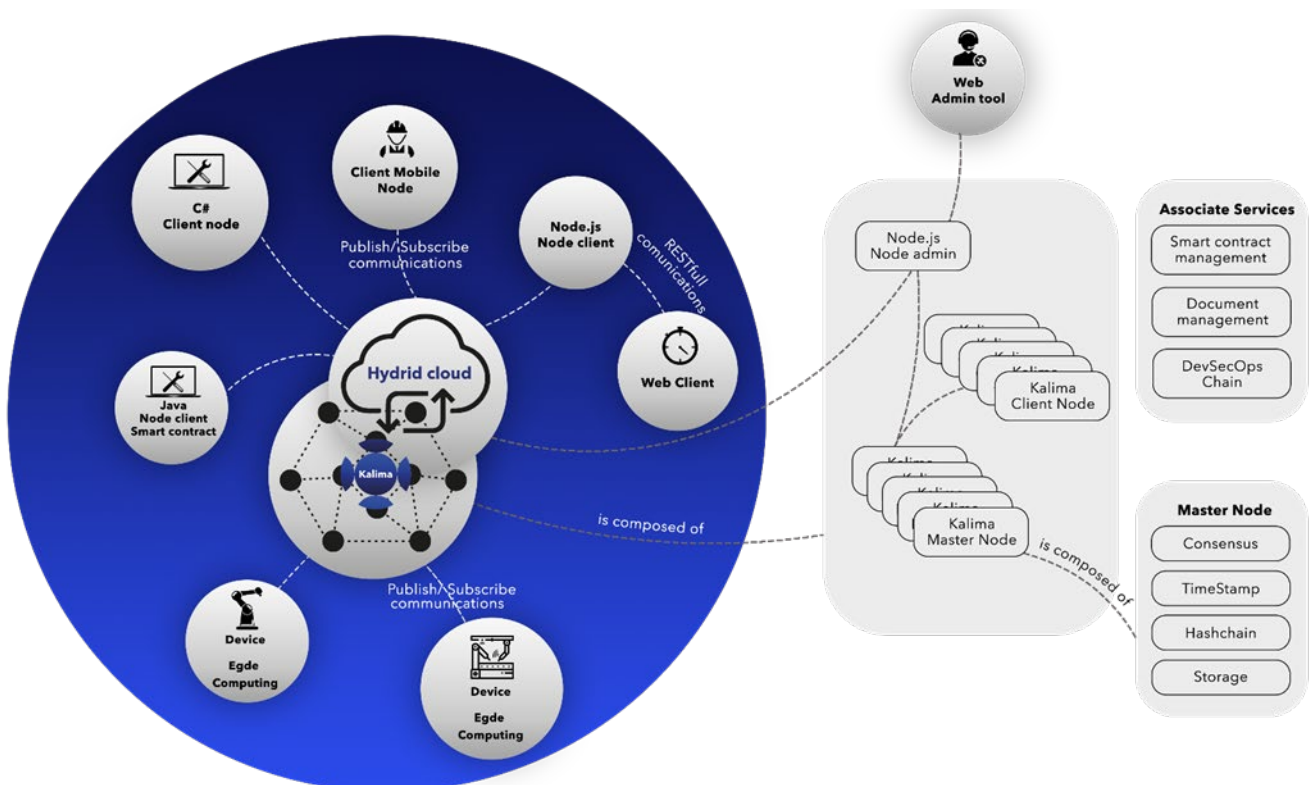 Web
Admin tool
Client Mobile
Node
C#
Client node
Node.js
Node client
Publish/ Subscribe
communications
RESTfull
comunications
Hydrid cloud
Web Client
Java
Node client
Smart contract
Kalima
is composed of
Publish/ Subscribe
communications
Device
Egde
Computing
Device
Egde
Computing
Node.js
Node admin
Kalima
Client Node
Kalima
Kalima
Kalima
Kalima
Master Node
is composed of
Associate Services
Smart contract
management
Document
management
DevSecOps
Chain
Master Node
Consensus
TimeStamp
Hashchain
Storage